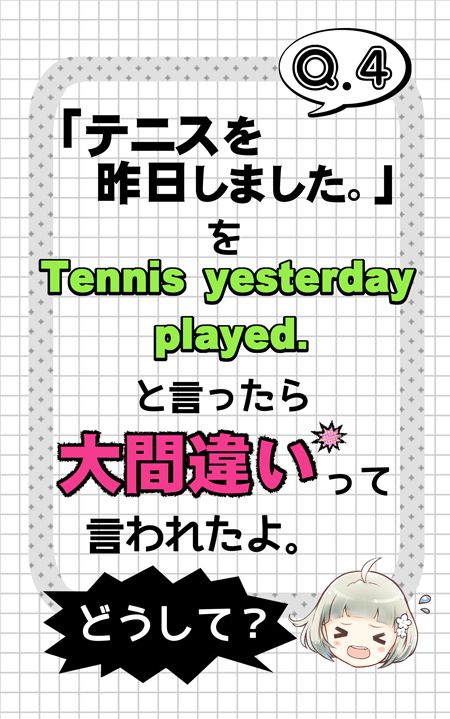 Q.4
「テニスを
昨日しました。」
を
Tennis yesterday
played.
と言ったら
大間違いって
言われたよ。
どうして？